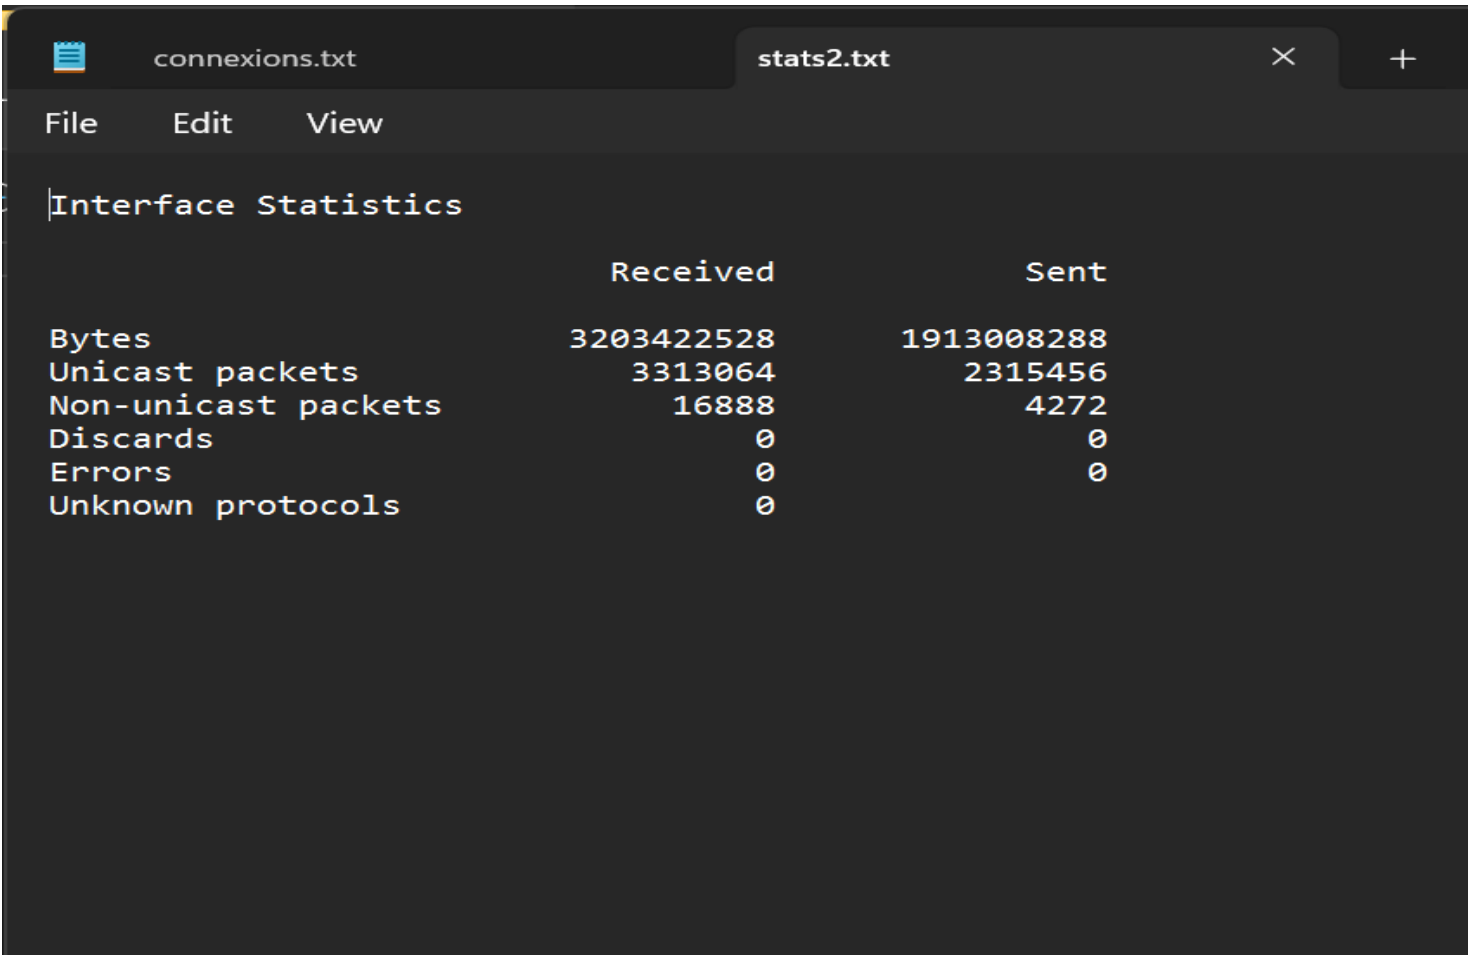 connexions.txt stats2.txt
File Edit View
Interface Statistics
Received Sent
Bytes 3203422528 1913008288
Unicast packets 3313064 2315456
Non-unicast packets 16888 4272
Discards 0 0
Errors 0 0
Unknown protocols 0